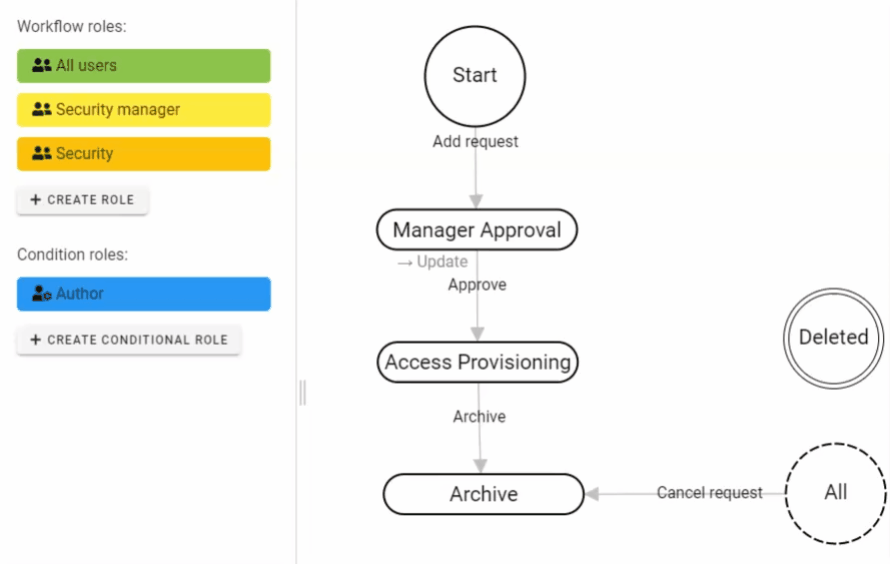 Workflow roles:
All users
Security manager
Security
+ CREATE ROLE
Condition roles:
Author
+ CREATE CONDITIONAL ROLE
Start
Add request
Manager Approval
→ Update
Approve
Access Provisioning
Archive
Archive
Deleted
Cancel request
All